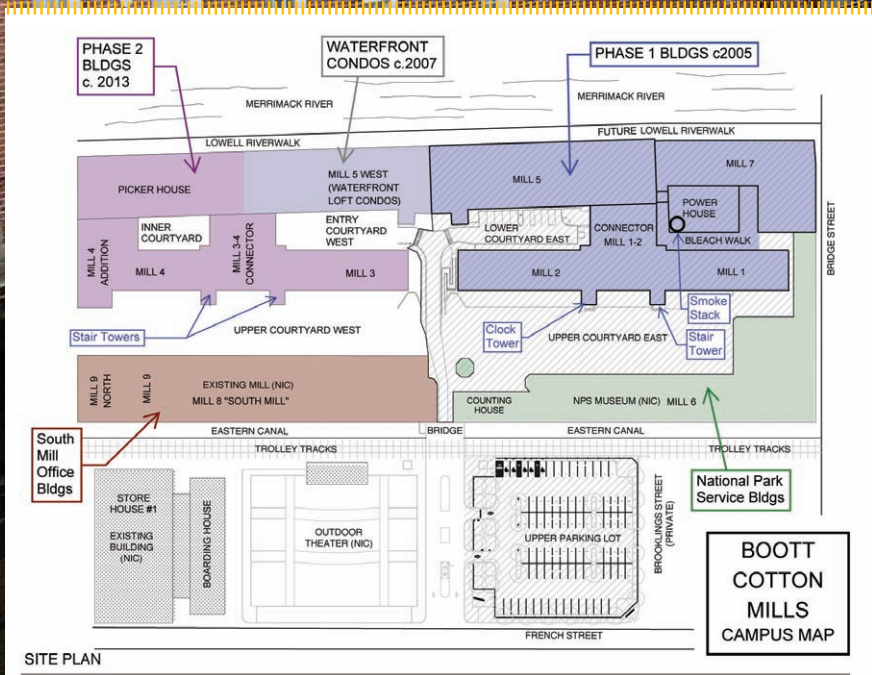 PHASE 2
BLDGS
c. 2013
WATERFRONT
CONDOS c.2007
PHASE 1 BLDGS c2005
MERRIMACK RIVER
MERRIMACK RIVER
LOWELL RIVERWALK
FUTURE LOWELL RIVERWALK
PICKER HOUSE
MILL 5 WEST
(WATERFRONT
LOFT CONDOS)
MILL 5
MILL 7
POWER
HOUSE
INNER
COURTYARD
ENTRY
COURTYARD
WEST
LOWER
COURTYARD EAST
CONNECTOR
MILL 1-2
BLEACH WALK
BRIDGE STREET
MILL 4
ADDITION
MILL 4
MILL 3-4
CONNECTOR
MILL 3
MILL 2
MILL 1
Stair Towers
UPPER COURTYARD WEST
Clock
Tower
UPPER COURTYARD EAST
Smoke
Stack
Stair
Tower
MILL 9
NORTH
MILL 9
EXISTING MILL (NIC)
MILL 8 "SOUTH MILL"
COUNTING
HOUSE
NPS MUSEUM (NIC) MILL 6
EASTERN CANAL
BRIDGE
EASTERN CANAL
TROLLEY TRACKS
TROLLEY TRACKS
South
Mill
Office
Bldgs
National Park
Service Bldgs
STORE
HOUSE #1
EXISTING
BUILDING
(NIC)
BOARDING HOUSE
OUTDOOR
THEATER (NIC)
UPPER PARKING LOT
BROOKLINGS STREET
(PRIVATE)
FRENCH STREET
BOOTT
COTTON
MILLS
CAMPUS MAP
SITE PLAN